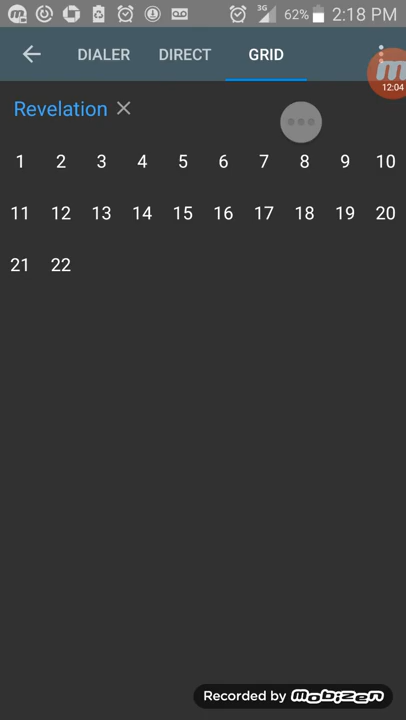 3G 62% 2:18 PM
DIALER DIRECT GRID
12:04
Revelation
1 2 3 4 5 6 7 8 9 10
11 12 13 14 15 16 17 18 19 20
21 22
Recorded by mobizen